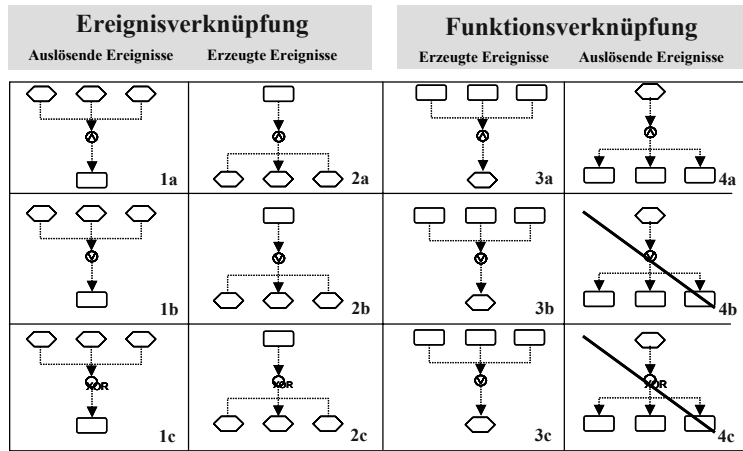 Ereignisverknüpfung
Funktionsverknüpfung
Auslösende Ereignisse
Erzeugte Ereignisse
Erzeugte Ereignisse
Auslösende Ereignisse
∧
∧
∧
∧
1a
2a
3a
4a
V
V
V
V
1b
2b
3b
4b
XOR
XOR
V
XOR
1c
2c
3c
4c